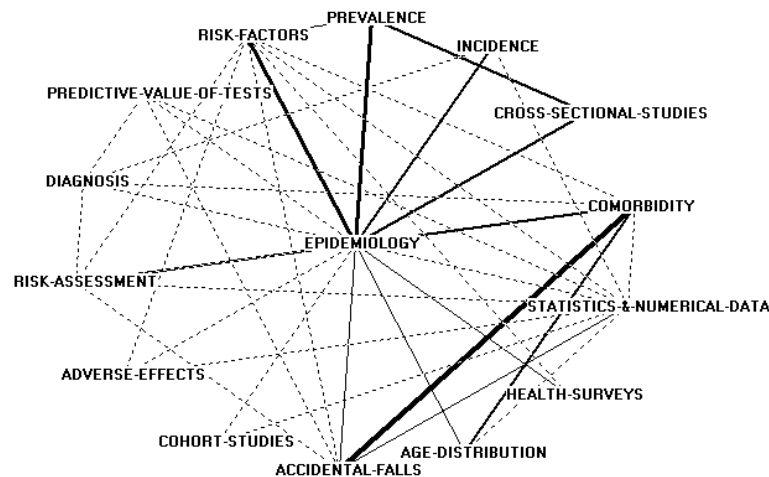 PREVALENCE
RISK-FACTORS
INCIDENCE
PREDICTIVE-VALUE-OF-TESTS
CROSS-SECTIONAL-STUDIES
DIAGNOSIS
COMORBIDITY
EPIDEMIOLOGY
RISK-ASSESSMENT
STATISTICS-&-NUMERICAL-DATA
ADVERSE-EFFECTS
HEALTH-SURVEYS
COHORT-STUDIES
AGE-DISTRIBUTION
ACCIDENTAL-FALLS